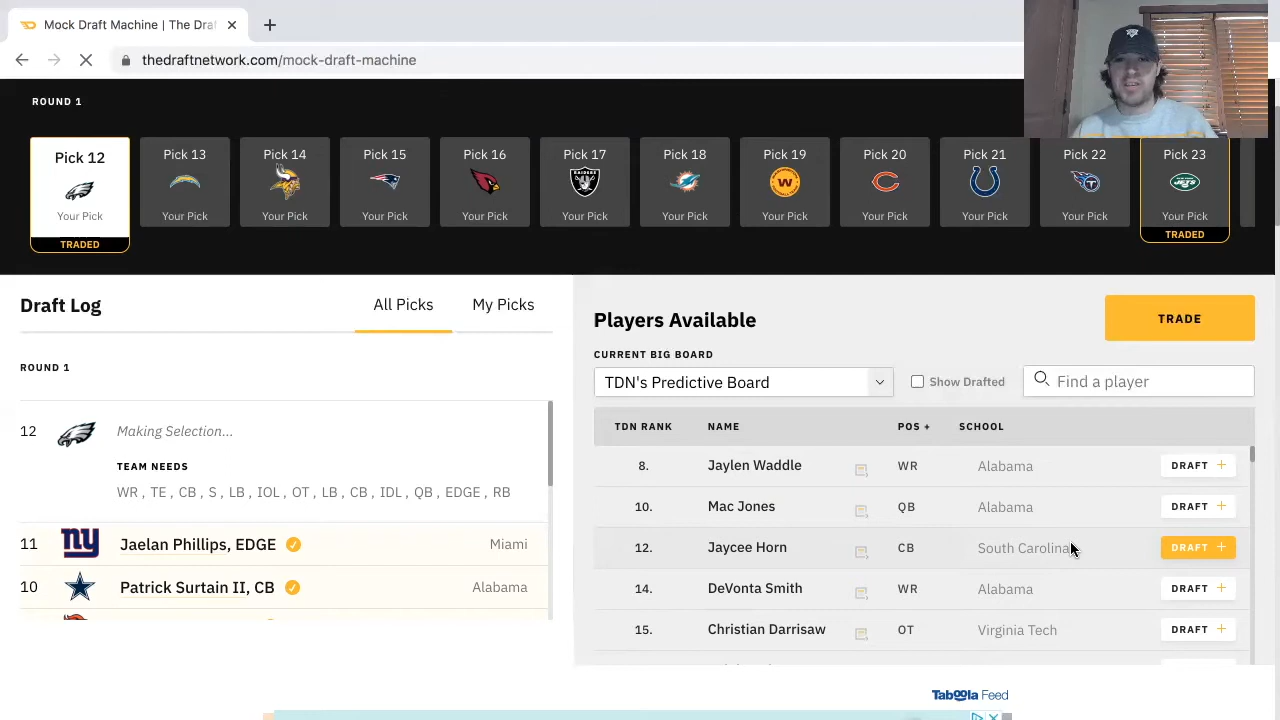 Mock Draft Machine | The Draf
thedraftnetwork.com/mock-draft-machine
ROUND 1
Pick 12
Your Pick
TRADED
Pick 13
Your Pick
Pick 14
Your Pick
Pick 15
Your Pick
Pick 16
Your Pick
Pick 17
RAIDERS
Your Pick
Pick 18
Your Pick
Pick 19
W
Your Pick
Pick 20
C
Your Pick
Pick 21
Your Pick
Pick 22
T
Your Pick
Pick 23
JETS
Your Pick
TRADED
Draft Log
All Picks
My Picks
ROUND 1
12
Making Selection...
TEAM NEEDS
WR , TE , CB , S , LB , IOL , OT , LB , CB , IDL , QB , EDGE , RB
11 ny Jaelan Phillips, EDGE Miami
10 Patrick Surtain II, CB Alabama
Players Available
TRADE
CURRENT BIG BOARD
TDN's Predictive Board
Show Drafted
Find a player
TDN RANK NAME POS + SCHOOL
8. Jaylen Waddle WR Alabama DRAFT +
10. Mac Jones QB Alabama DRAFT +
12. Jaycee Horn CB South Carolina DRAFT +
14. DeVonta Smith WR Alabama DRAFT +
15. Christian Darrisaw OT Virginia Tech DRAFT +
Taboola Feed